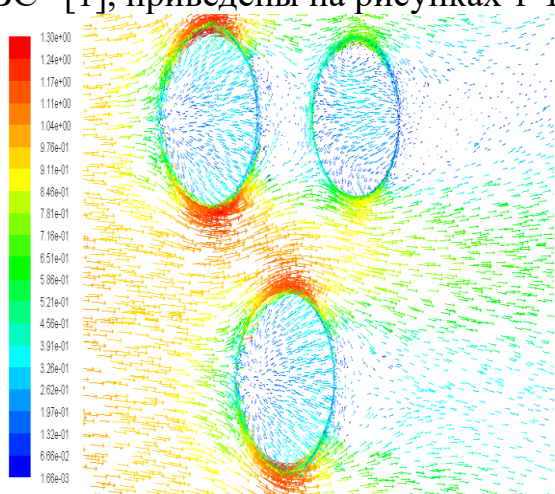 ВС" [1], приведены на рисунках 1-
1.30e+00
1.24e+00
1.17e+00
1.11e+00
1.04e+00
9.76e-01
9.11e-01
8.46e-01
7.81e-01
7.16e-01
6.51e-01
5.86e-01
5.21e-01
4.56e-01
3.91e-01
3.26e-01
2.62e-01
1.97e-01
1.32e-01
6.66e-02
1.66e-03